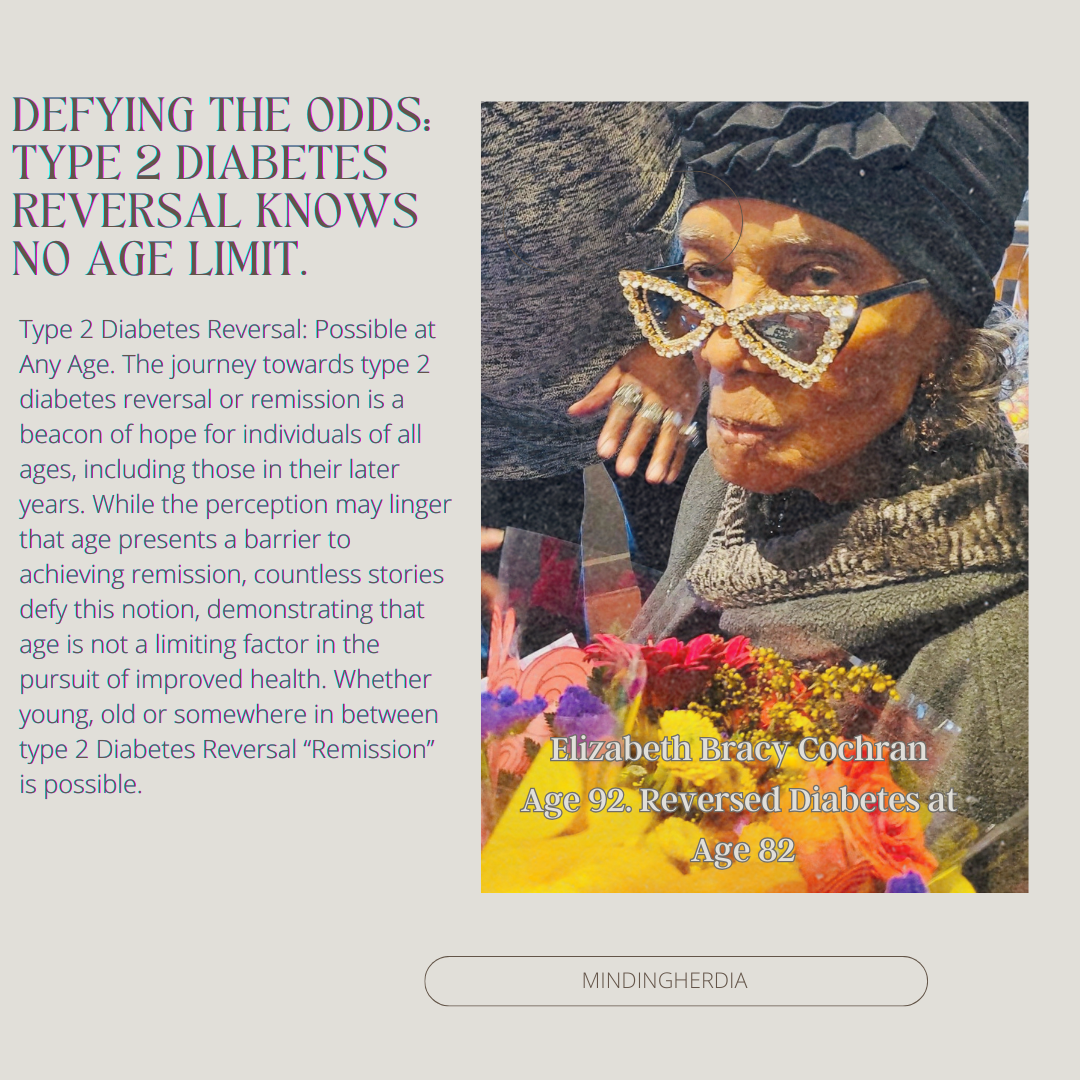 DEFYING THE ODDS:
TYPE 2 DIABETES
REVERSAL KNOWS
NO AGE LIMIT.
Type 2 Diabetes Reversal: Possible at
Any Age. The journey towards type 2
diabetes reversal or remission is a
beacon of hope for individuals of all
ages, including those in their later
years. While the perception may linger
that age presents a barrier to
achieving remission, countless stories
defy this notion, demonstrating that
age is not a limiting factor in the
pursuit of improved health. Whether
young, old or somewhere in between
type 2 Diabetes Reversal “Remission”
is possible.
Elizabeth Bracy Cochran
Age 92. Reversed Diabetes at
Age 82
MINDINGHERDIA